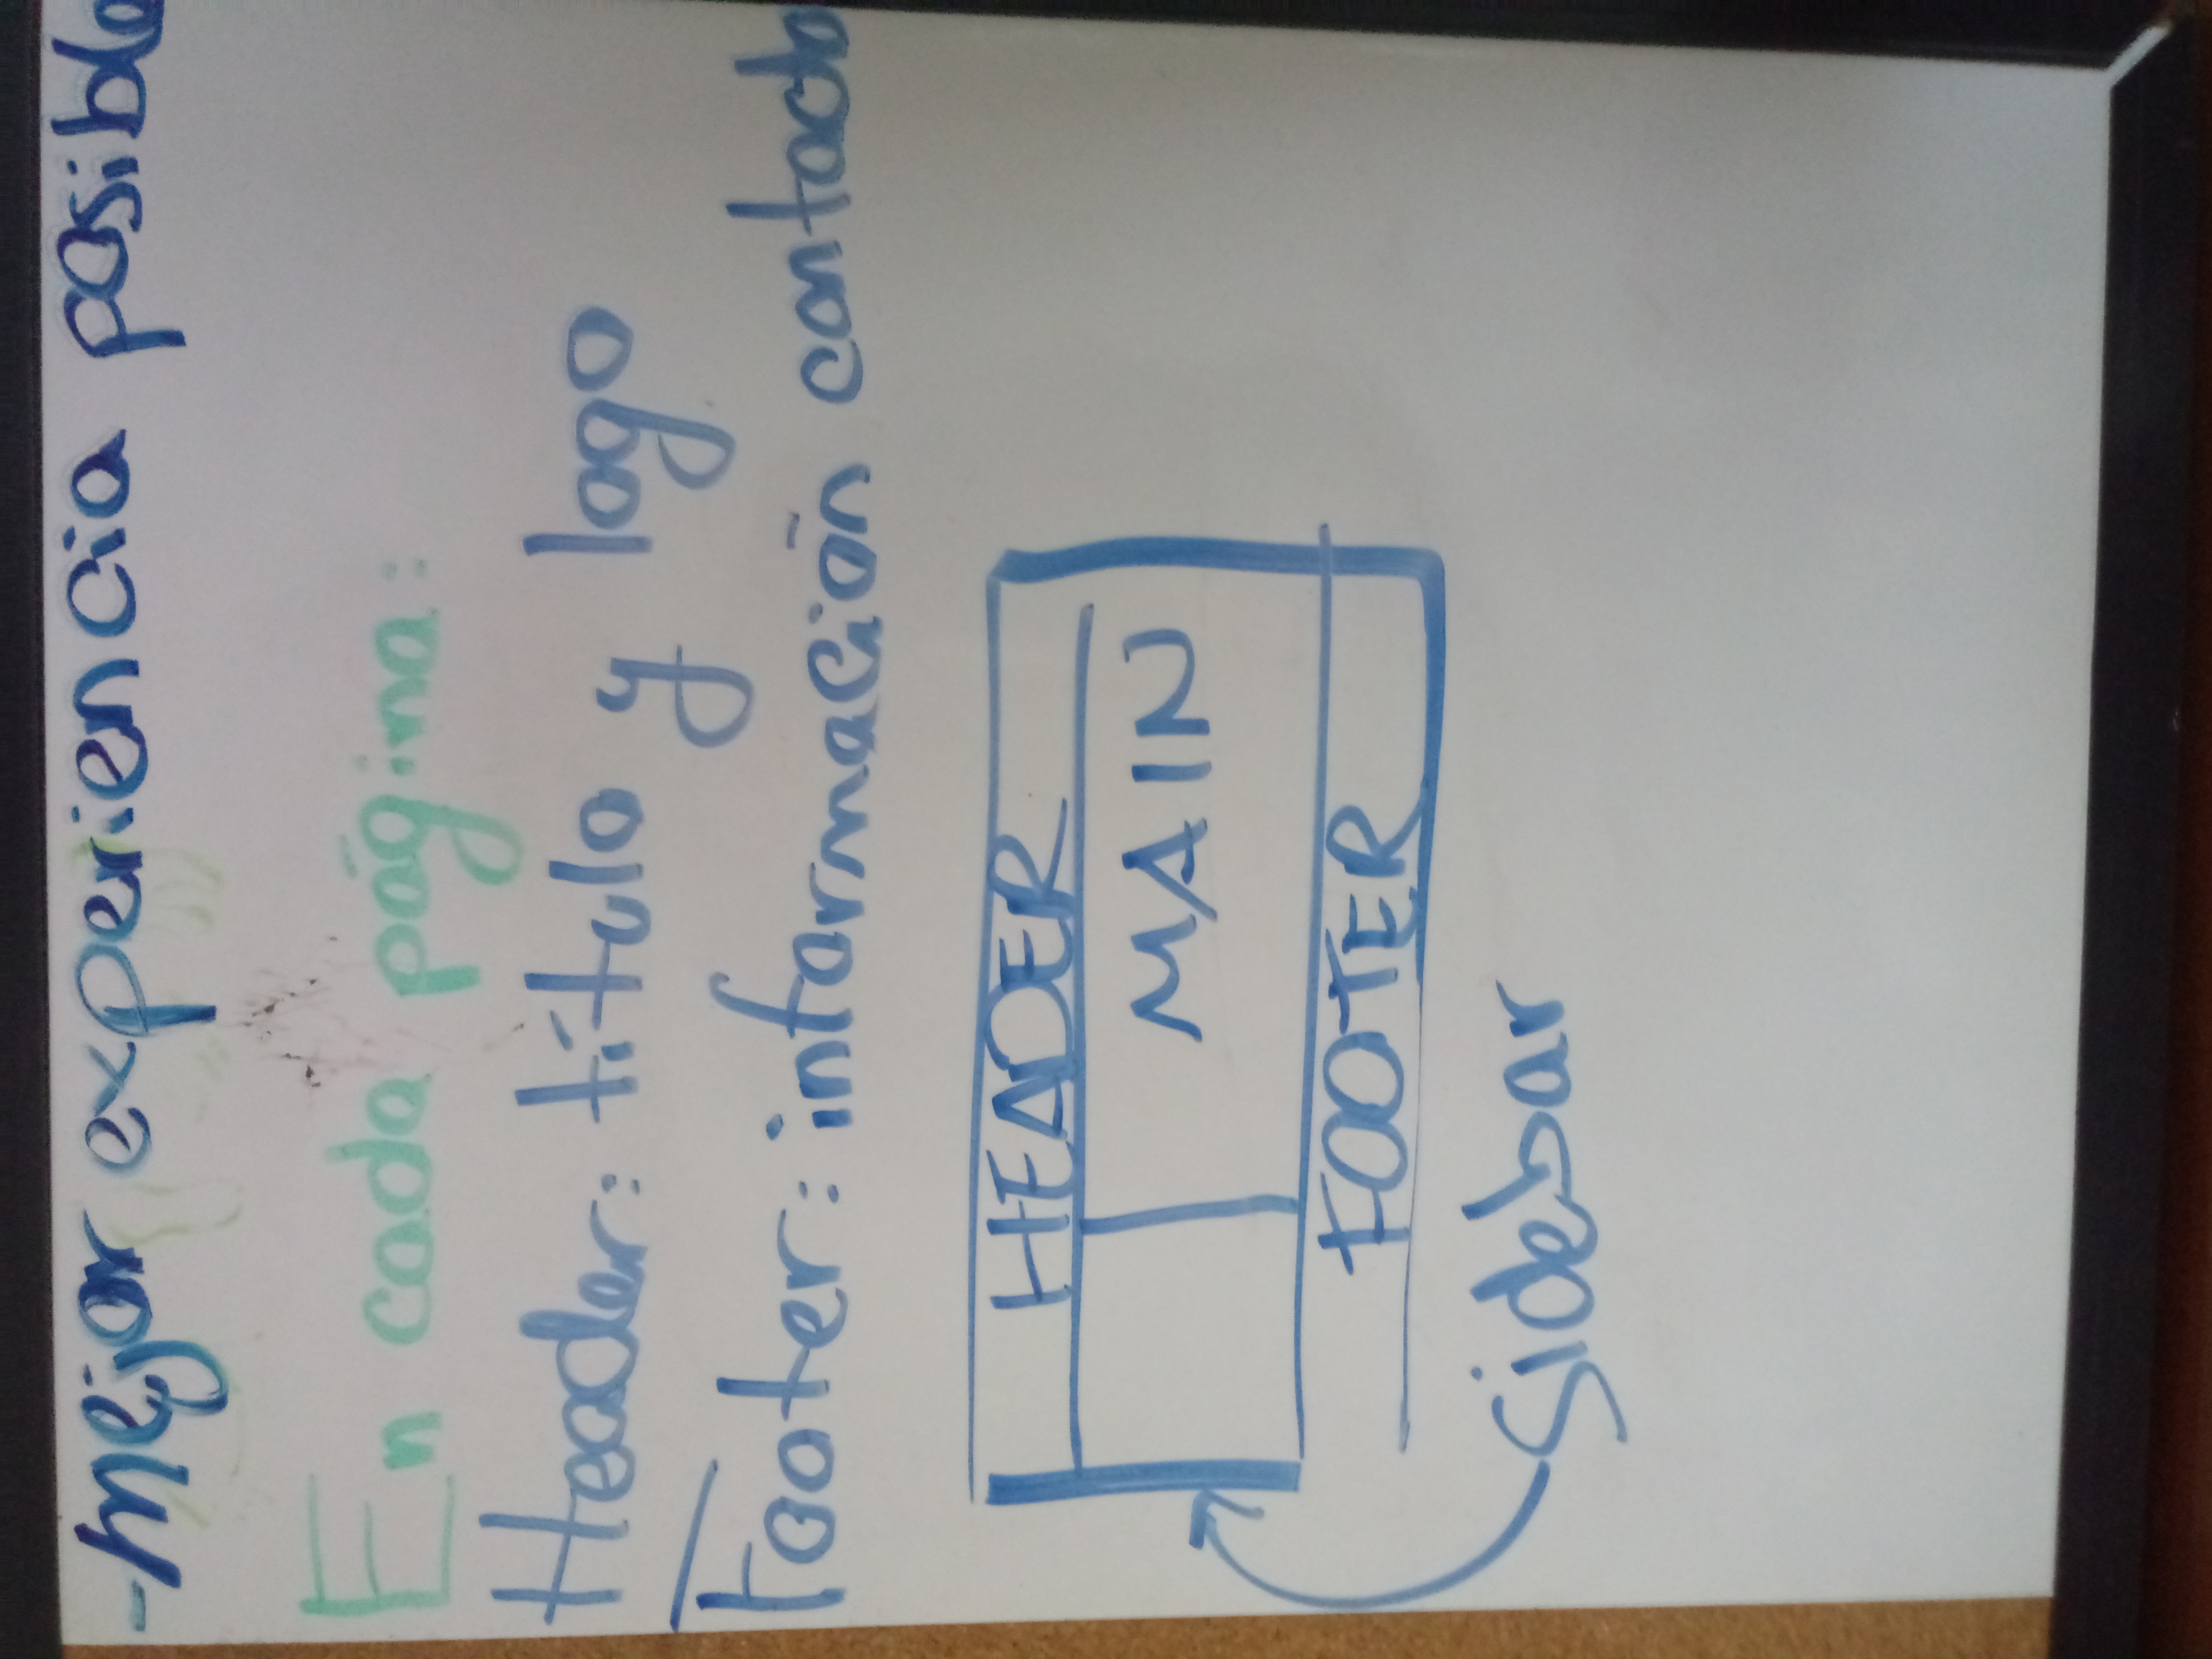 -mejor experiencia posible
En cada página:
Header: título y logo
Footer: información contacto
HEADER
MAIN
FOOTER
sidebar